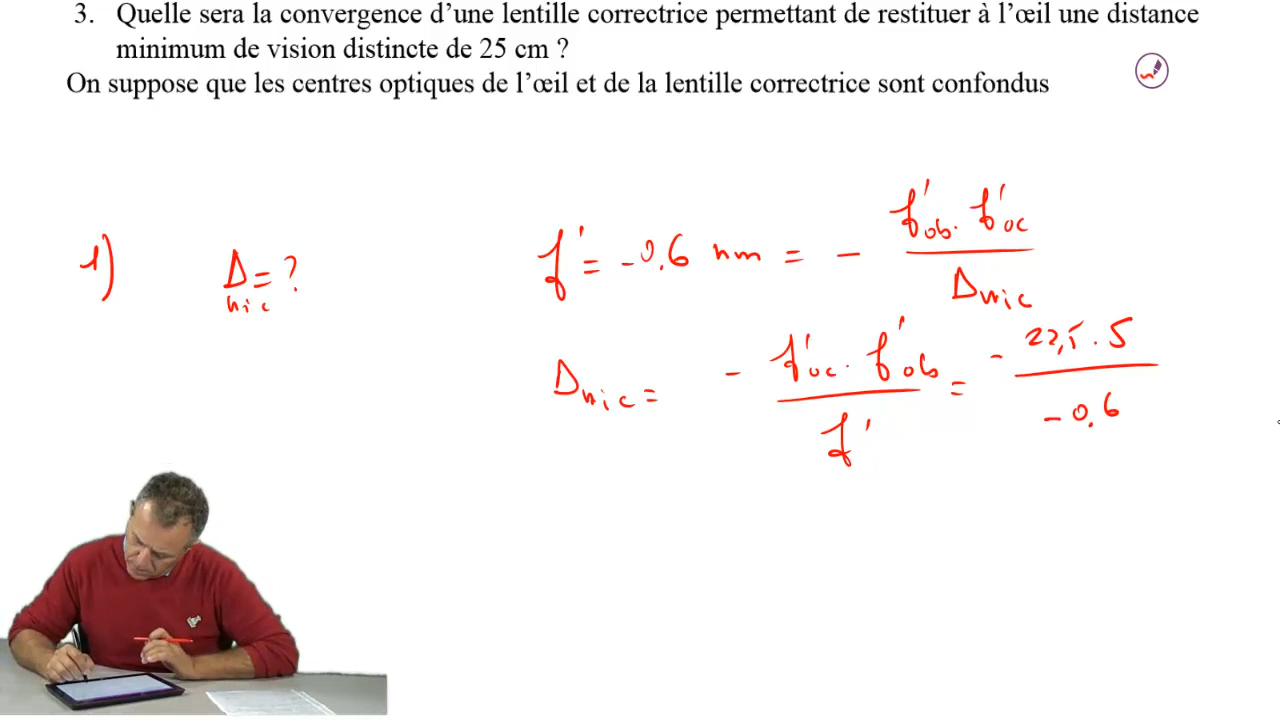 3. Quelle sera la convergence d’une lentille correctrice permettant de restituer à l’œil une distance
minimum de vision distincte de 25 cm ?
On suppose que les centres optiques de l’œil et de la lentille correctrice sont confondus
1) Δmic = ? f' = -0.6 mm = - f'ob. f'oc / Δmic
Δmic = - f'oc. f'ob / f' = - 22,5 . 5 / -0.6